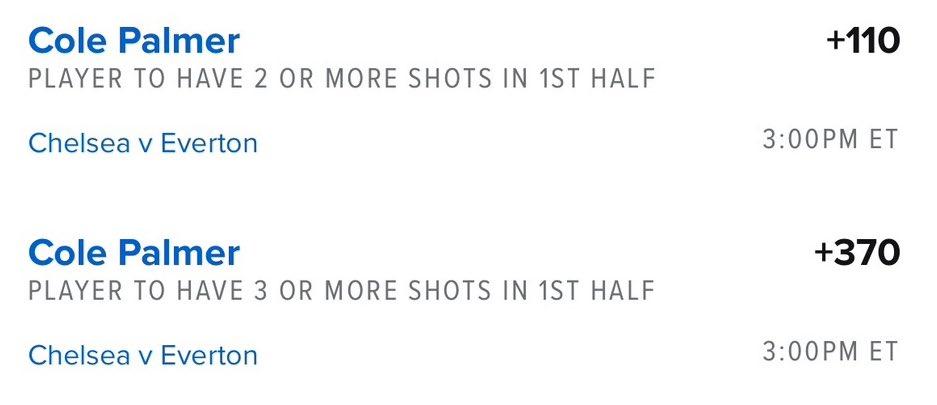 Cole Palmer +110
PLAYER TO HAVE 2 OR MORE SHOTS IN 1ST HALF
Chelsea v Everton 3:00PM ET
Cole Palmer +370
PLAYER TO HAVE 3 OR MORE SHOTS IN 1ST HALF
Chelsea v Everton 3:00PM ET